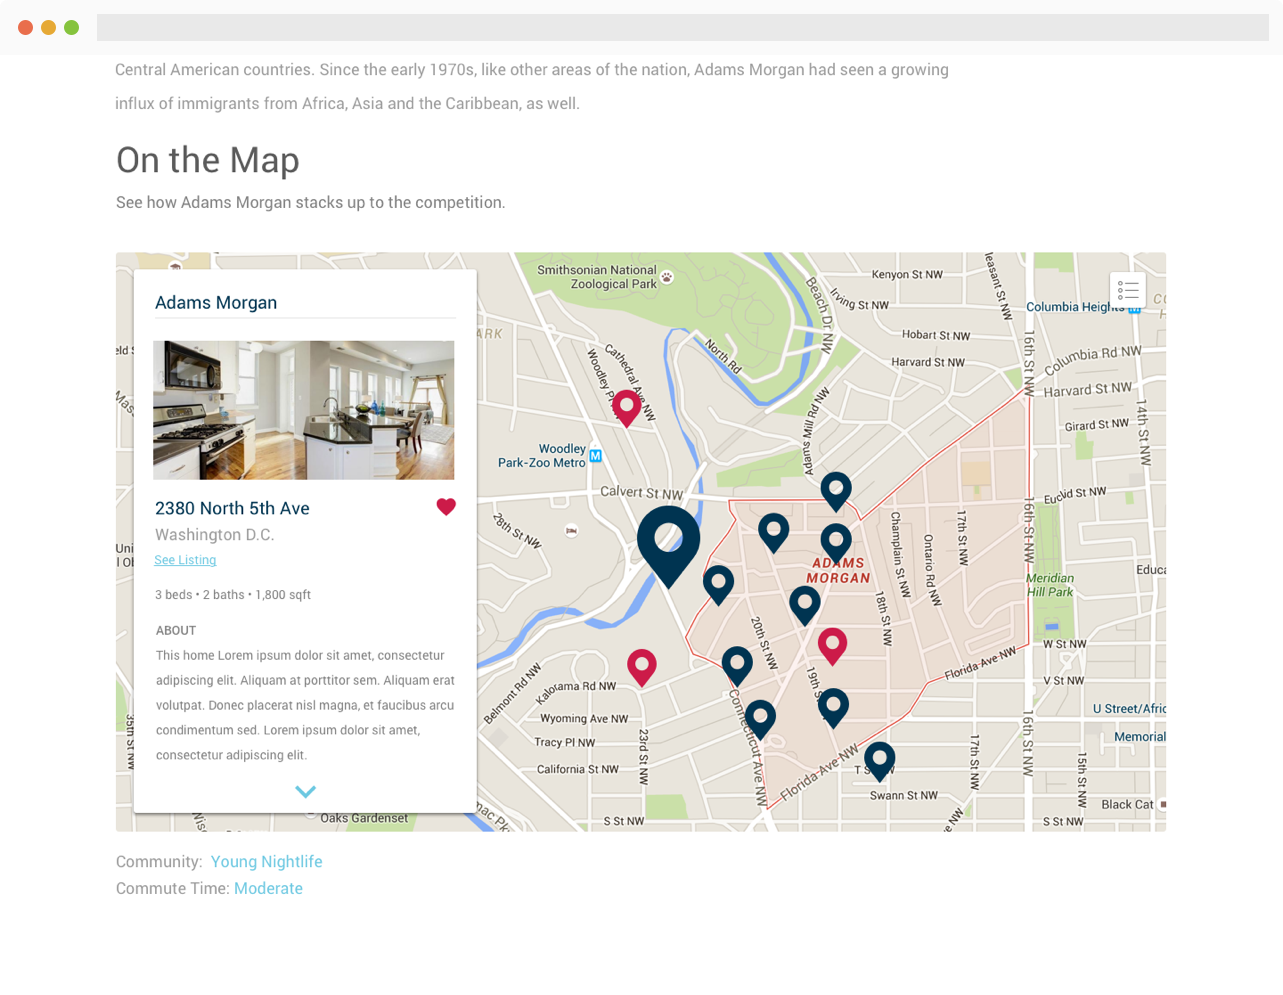 Central American countries. Since the early 1970s, like other areas of the nation, Adams Morgan had seen a growing
influx of immigrants from Africa, Asia and the Caribbean, as well.
On the Map
See how Adams Morgan stacks up to the competition.
Adams Morgan
2380 North 5th Ave
Washington D.C.
See Listing
3 beds • 2 baths • 1,800 sqft
ABOUT
This home Lorem ipsum dolor sit amet, consectetur
adipiscing elit. Aliquam at porttitor sem. Aliquam erat
volutpat. Donec placerat nisl magna, et faucibus arcu
condimentum sed. Lorem ipsum dolor sit amet,
consectetur adipiscing elit.
Smithsonian National
Zoological Park
Beach Dr NW
Kenyon St NW
Irving St NW
Columbia Heights
M
Hobart St NW
Harvard St NW
Columbia Rd NW
Harvard St NW
16th St NW
14th St NW
Girard St NW
North Rd
Cathedral Ave NW
PARK
Adams Mill Rd NW
Woodley
Park-Zoo Metro
M
Calvert St NW
28th St NW
Euclid St NW
16th St NW
17th St NW
Champlain St NW
Ontario Rd NW
ADAMS
MORGAN
18th St NW
Meridian
Hill Park
20th St NW
19th St NW
W St NW
Florida Ave NW
V St NW
Kalorama Rd NW
Belmont Rd NW
Wyoming Ave NW
Tracy Pl NW
California St NW
23rd St NW
Connecticut Ave NW
Florida Ave NW
Swann St NW
17th St NW
16th St NW
15th St NW
U Street/Afric
Memorial
Black Cat
S St NW
S St NW
35th St NW
Oaks Gardenset
Community: Young Nightlife
Commute Time: Moderate